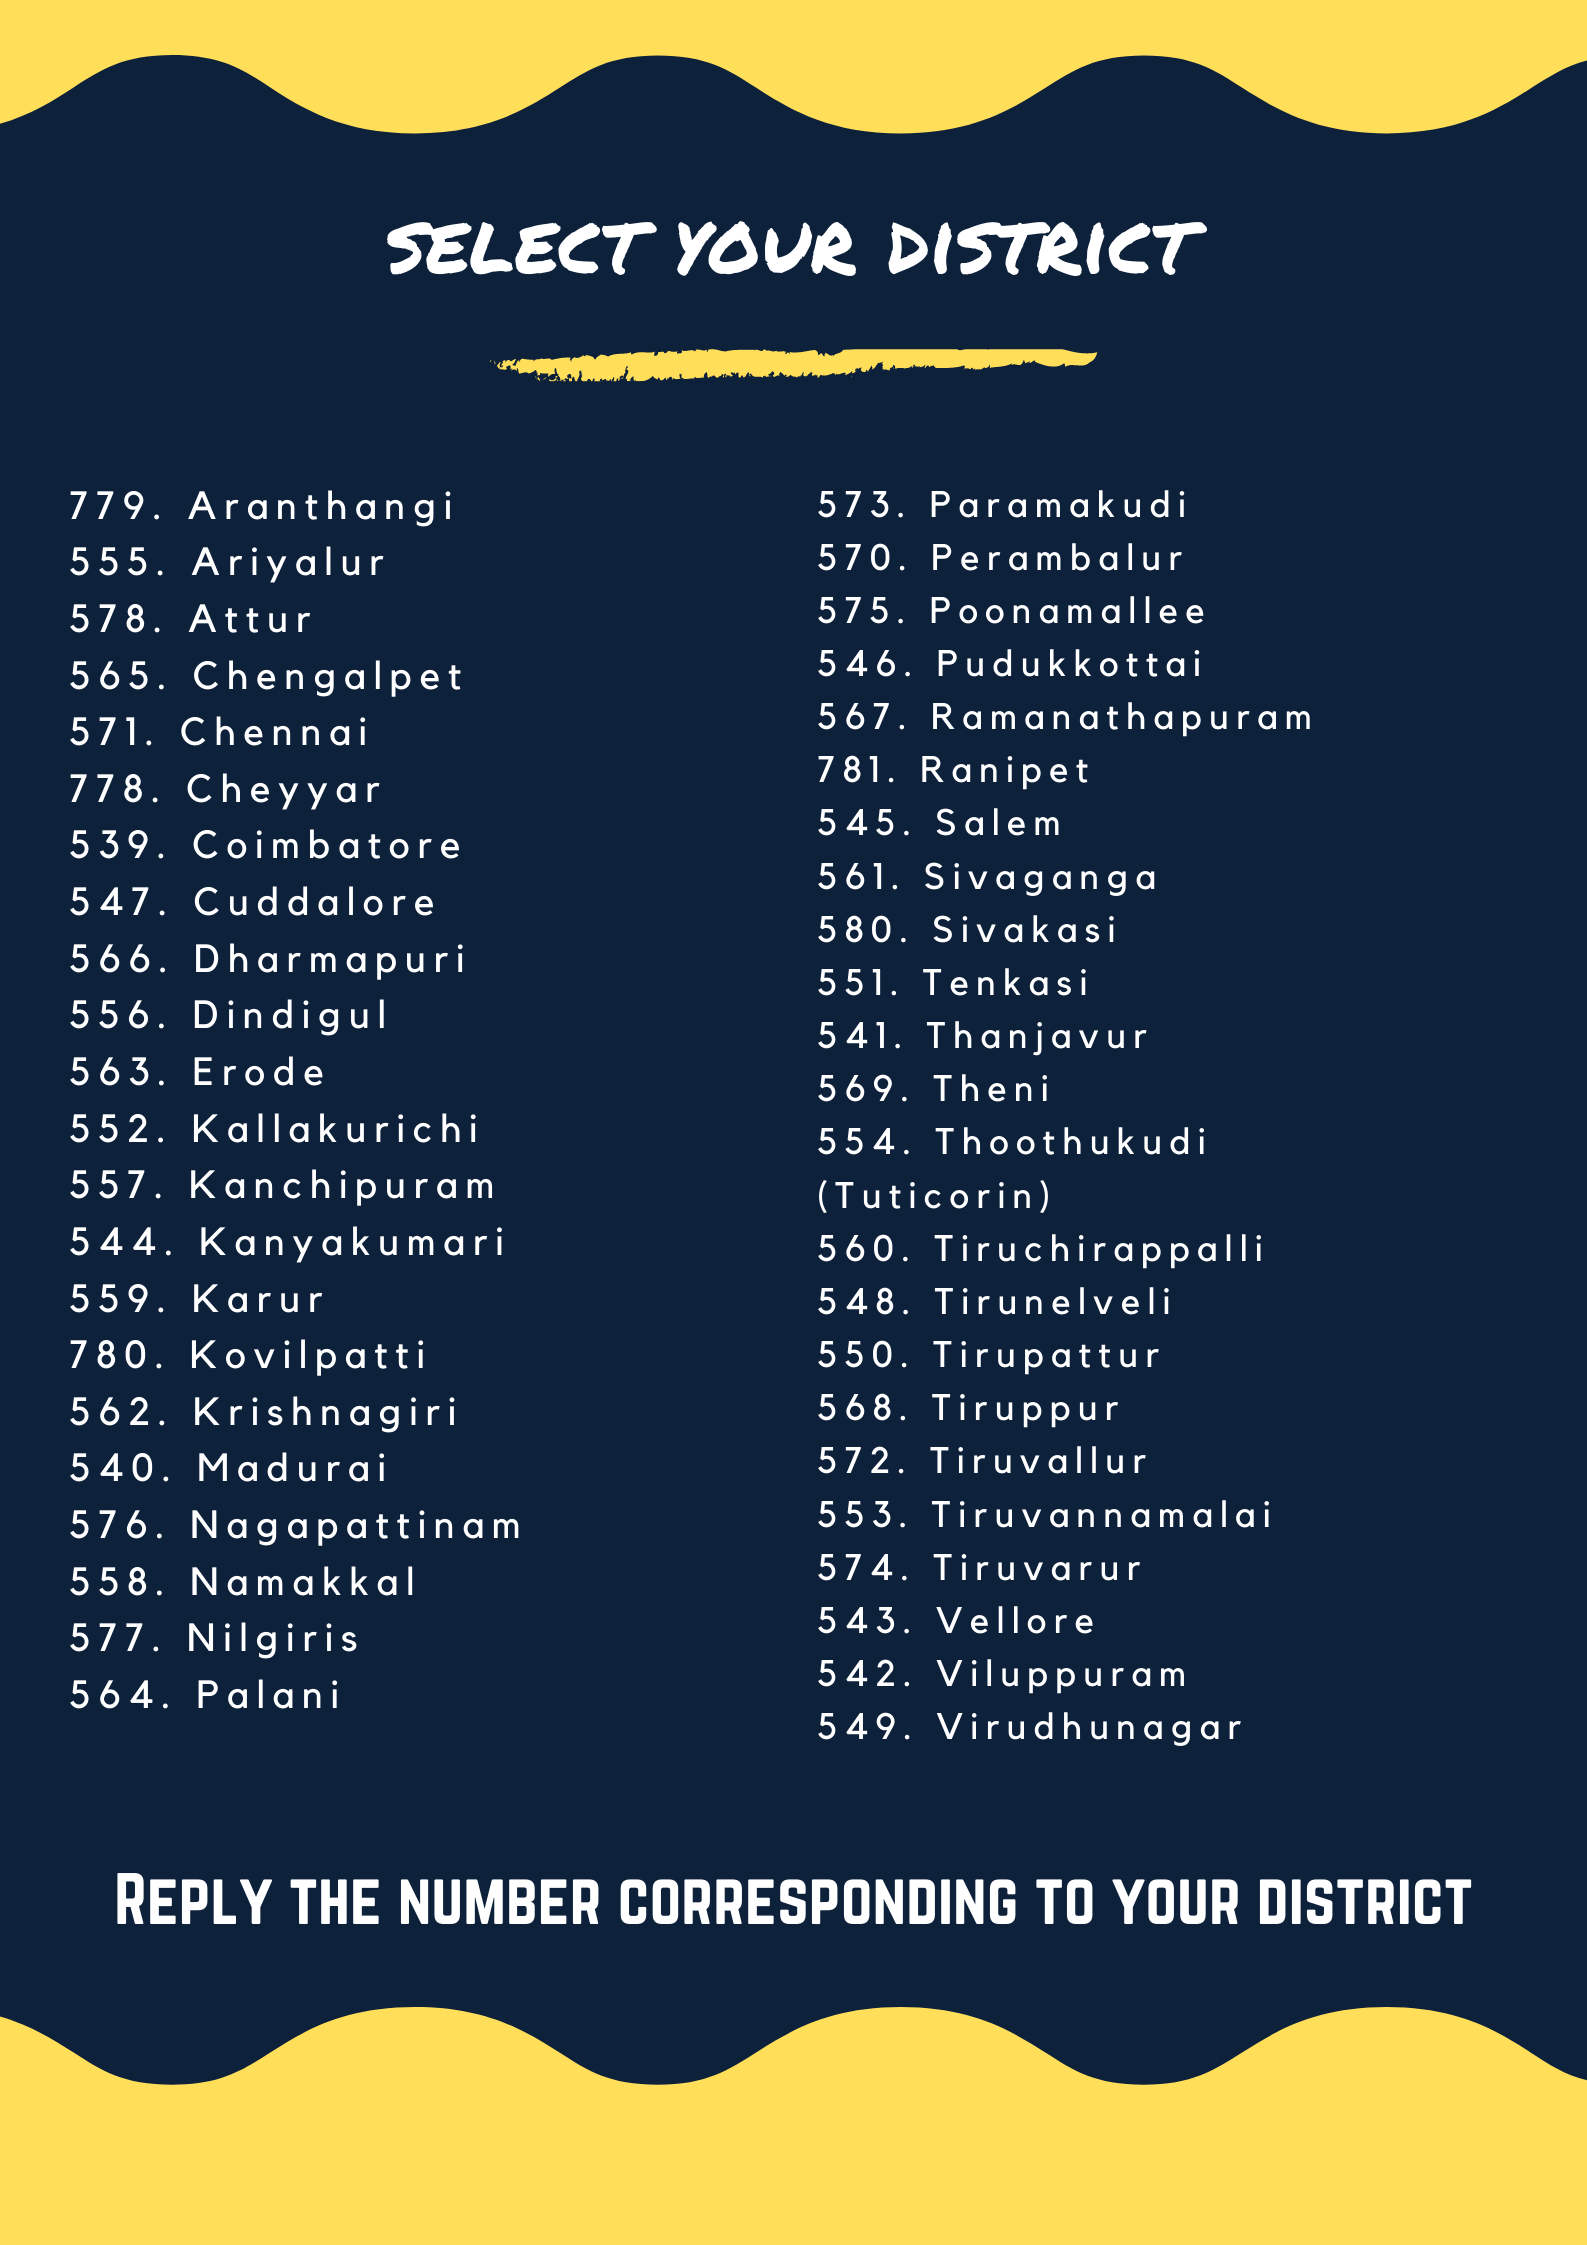 SELECT YOUR DISTRICT
779. Aranthangi
555. Ariyalur
578. Attur
565. Chengalpet
571. Chennai
778. Cheyyar
539. Coimbatore
547. Cuddalore
566. Dharmapuri
556. Dindigul
563. Erode
552. Kallakurichi
557. Kanchipuram
544. Kanyakumari
559. Karur
780. Kovilpatti
562. Krishnagiri
540. Madurai
576. Nagapattinam
558. Namakkal
577. Nilgiris
564. Palani
573. Paramakudi
570. Perambalur
575. Poonamallee
546. Pudukkottai
567. Ramanathapuram
781. Ranipet
545. Salem
561. Sivaganga
580. Sivakasi
551. Tenkasi
541. Thanjavur
569. Theni
554. Thoothukudi
(Tuticorin)
560. Tiruchirappalli
548. Tirunelveli
550. Tirupattur
568. Tiruppur
572. Tiruvallur
553. Tiruvannamalai
574. Tiruvarur
543. Vellore
542. Viluppuram
549. Virudhunagar
REPLY THE NUMBER CORRESPONDING TO YOUR DISTRICT